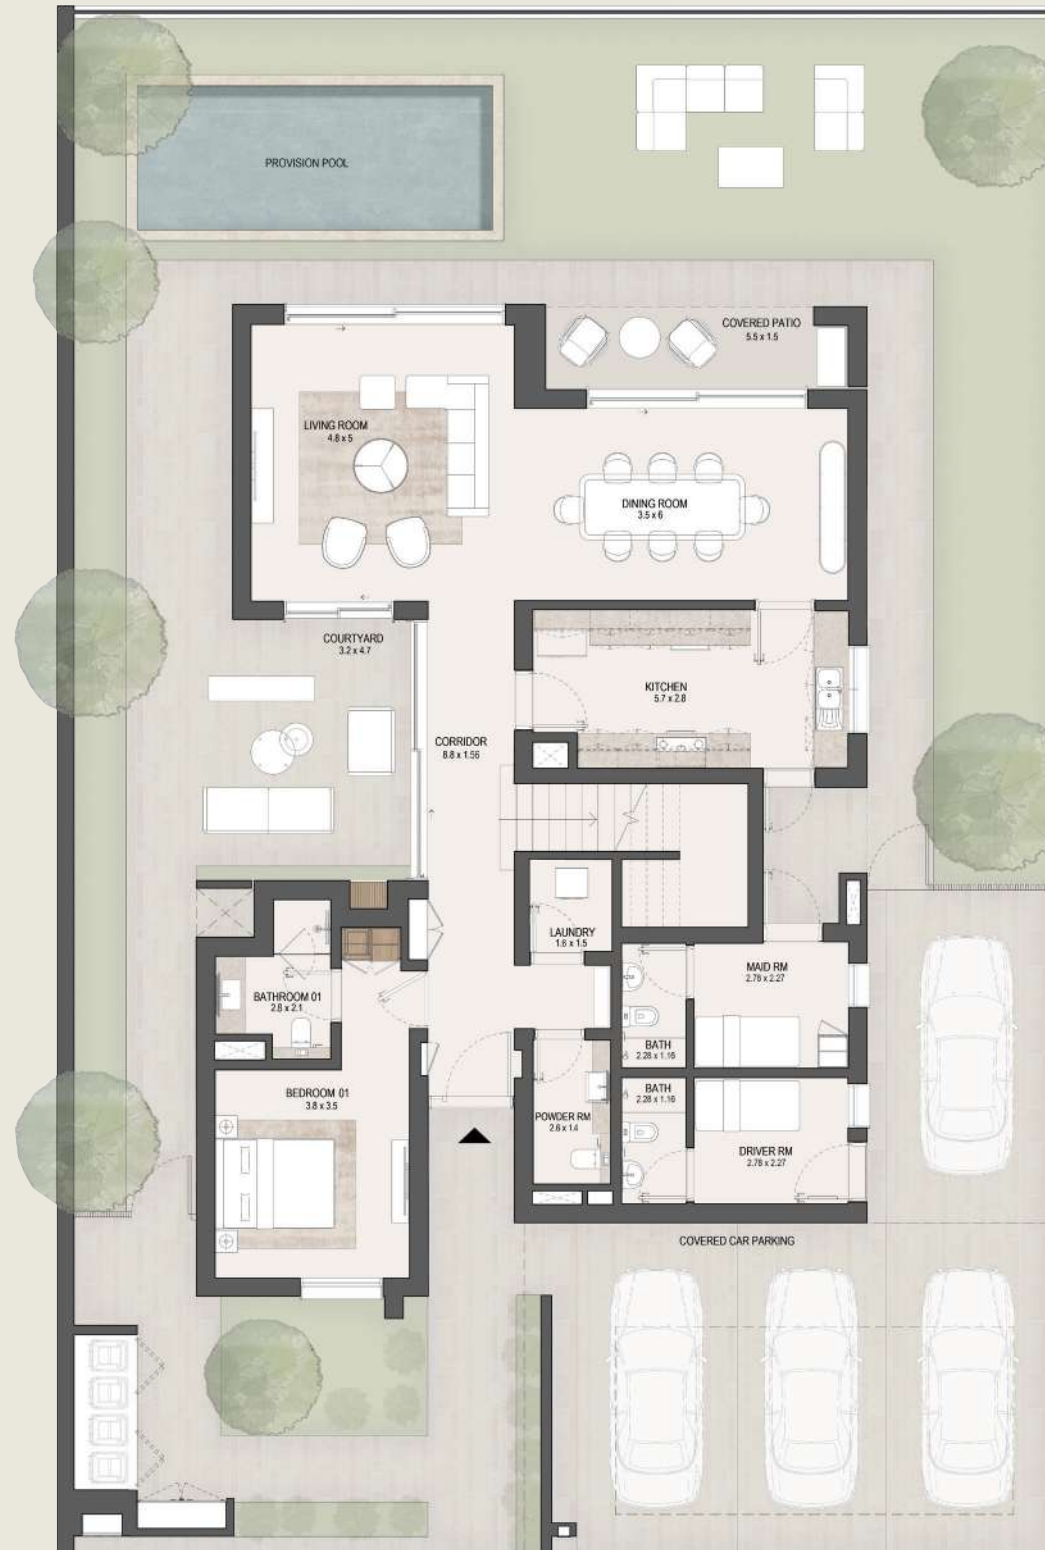 PROVISION POOL
COVERED PATIO
5.5 x 1.5
LIVING ROOM
4.8 x 5
DINING ROOM
3.5 x 6
COURTYARD
3.2 x 4.7
KITCHEN
5.7 x 2.8
CORRIDOR
8.8 x 1.56
LAUNDRY
1.6 x 1.5
MAID RM
2.78 x 2.27
BATHROOM 01
2.8 x 2.1
BATH
2.28 x 1.16
BEDROOM 01
3.8 x 3.5
BATH
2.28 x 1.16
POWDER RM
2.6 x 1.4
DRIVER RM
2.78 x 2.27
COVERED CAR PARKING